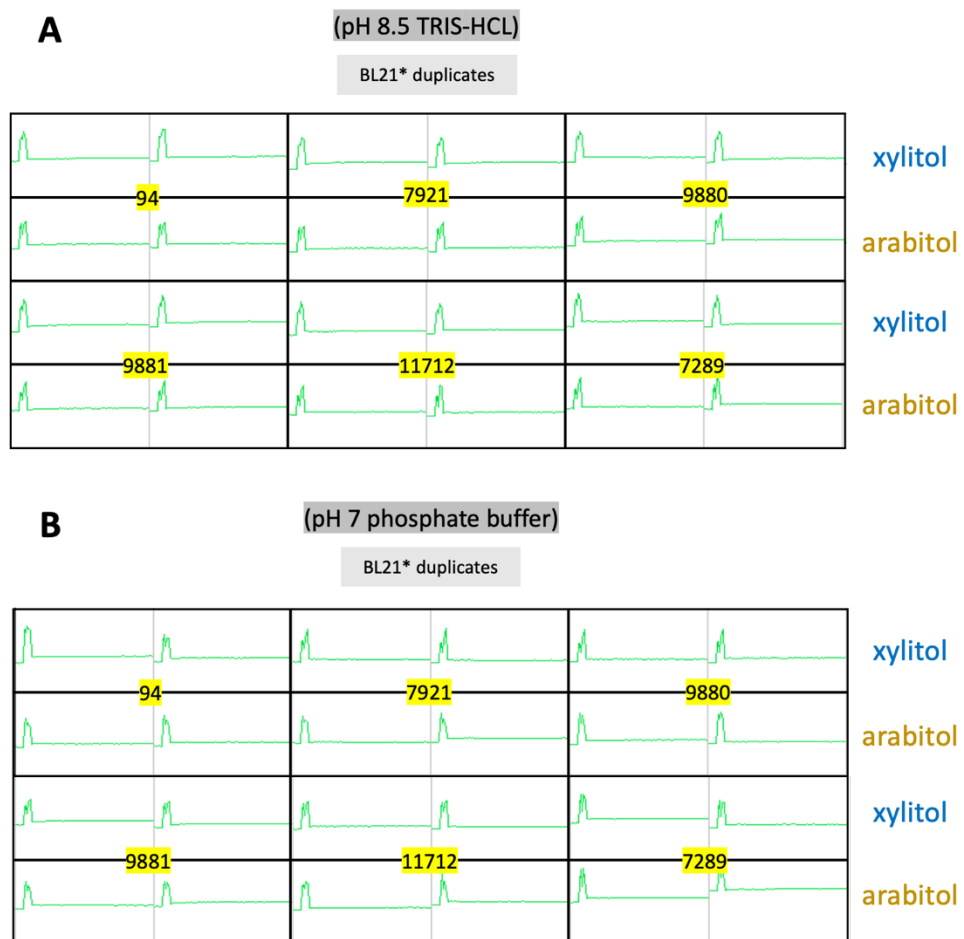 A
(pH 8.5 TRIS-HCL)
BL21* duplicates
xylitol
94 7921 9880
arabitol
xylitol
9881 11712 7289
arabitol
B
(pH 7 phosphate buffer)
BL21* duplicates
xylitol
94 7921 9880
arabitol
xylitol
9881 11712 7289
arabitol